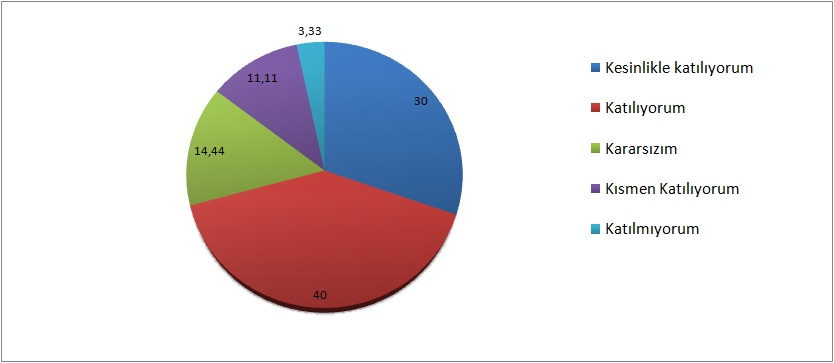 3,33
11,11
30
14,44
40
Kesinlikle katılıyorum
Katılıyorum
Kararsızım
Kısmen Katılıyorum
Katılmıyorum